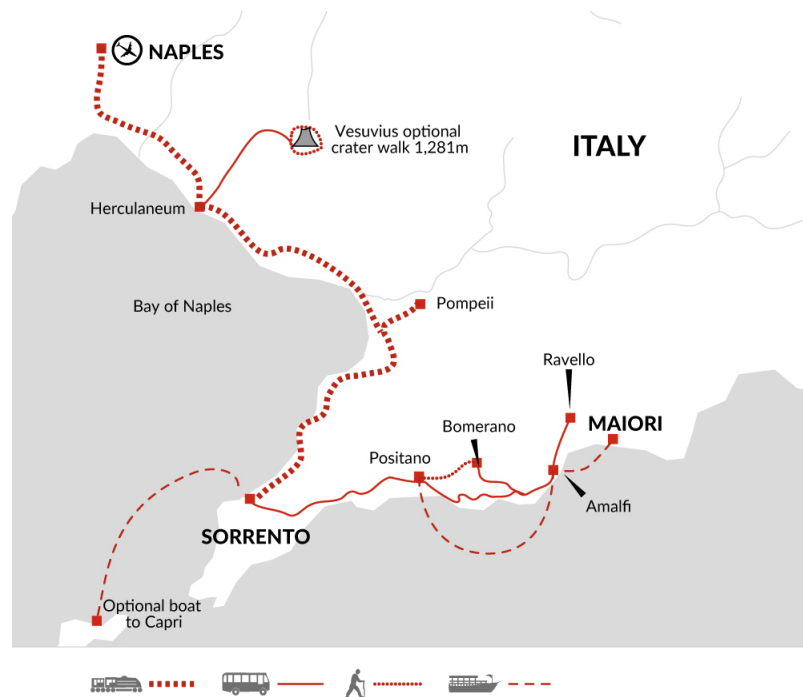 NAPLES
Vesuvius optional
crater walk 1,281m
ITALY
Herculaneum
Bay of Naples
Pompeii
Ravello
MAIORI
Bomerano
Positano
Amalfi
SORRENTO
Optional boat
to Capri